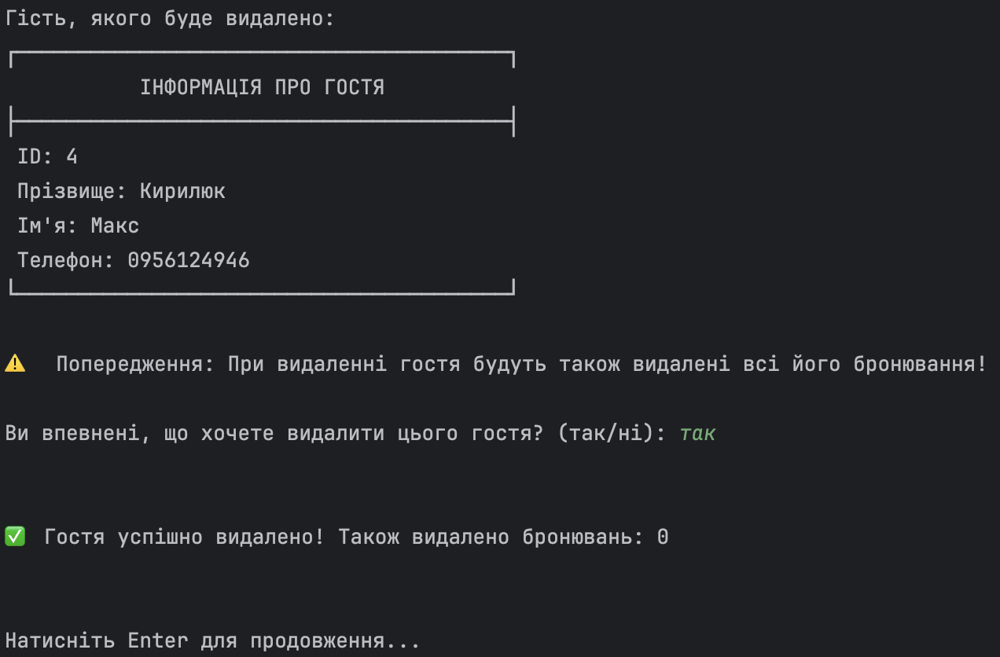 Гість, якого буде видалено:
ІНФОРМАЦІЯ ПРО ГОСТЯ
ID: 4
Прізвище: Кирилюк
Ім'я: Макс
Телефон: 0956124946
⚠️ Попередження: При видаленні гостя будуть також видалені всі його бронювання!
Ви впевнені, що хочете видалити цього гостя? (так/ні): так
✅ Гостя успішно видалено! Також видалено бронювань: 0
Натисніть Enter для продовження...